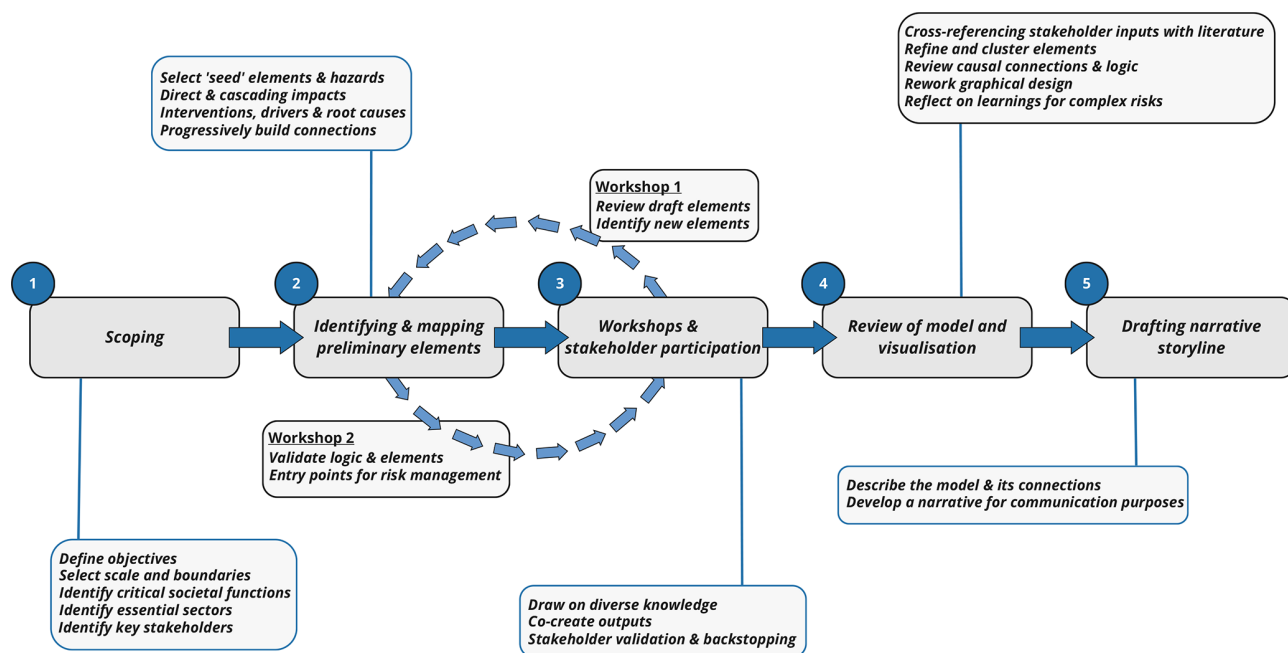 Cross-referencing stakeholder inputs with literature
Refine and cluster elements
Review causal connections & logic
Rework graphical design
Reflect on learnings for complex risks
Select 'seed' elements & hazards
Direct & cascading impacts
Interventions, drivers & root causes
Progressively build connections
Workshop 1
Review draft elements
Identify new elements
1
Scoping
2
Identifying & mapping
preliminary elements
3
Workshops &
stakeholder participation
4
Review of model and
visualisation
5
Drafting narrative
storyline
Workshop 2
Validate logic & elements
Entry points for risk management
Describe the model & its connections
Develop a narrative for communication purposes
Define objectives
Select scale and boundaries
Identify critical societal functions
Identify essential sectors
Identify key stakeholders
Draw on diverse knowledge
Co-create outputs
Stakeholder validation & backstopping